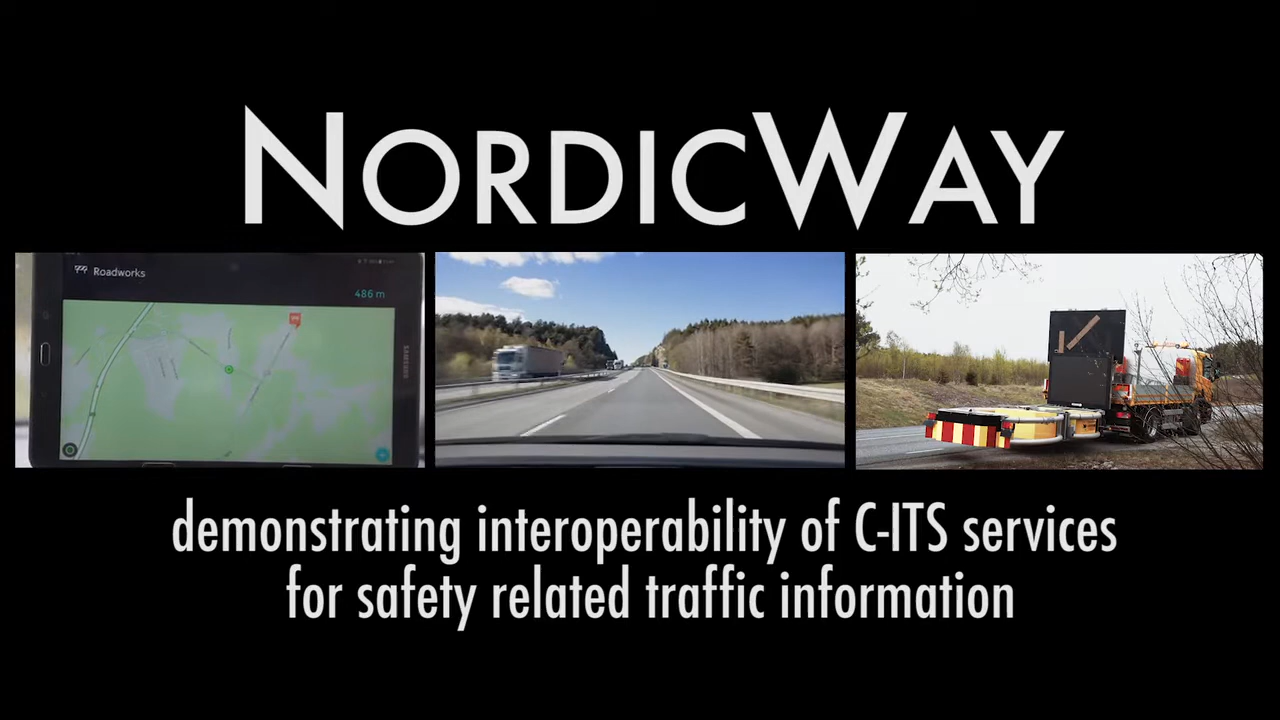 NORDICWAY
Roadworks
486 m
SAMSUNG
demonstrating interoperability of C-ITS services
for safety related traffic information